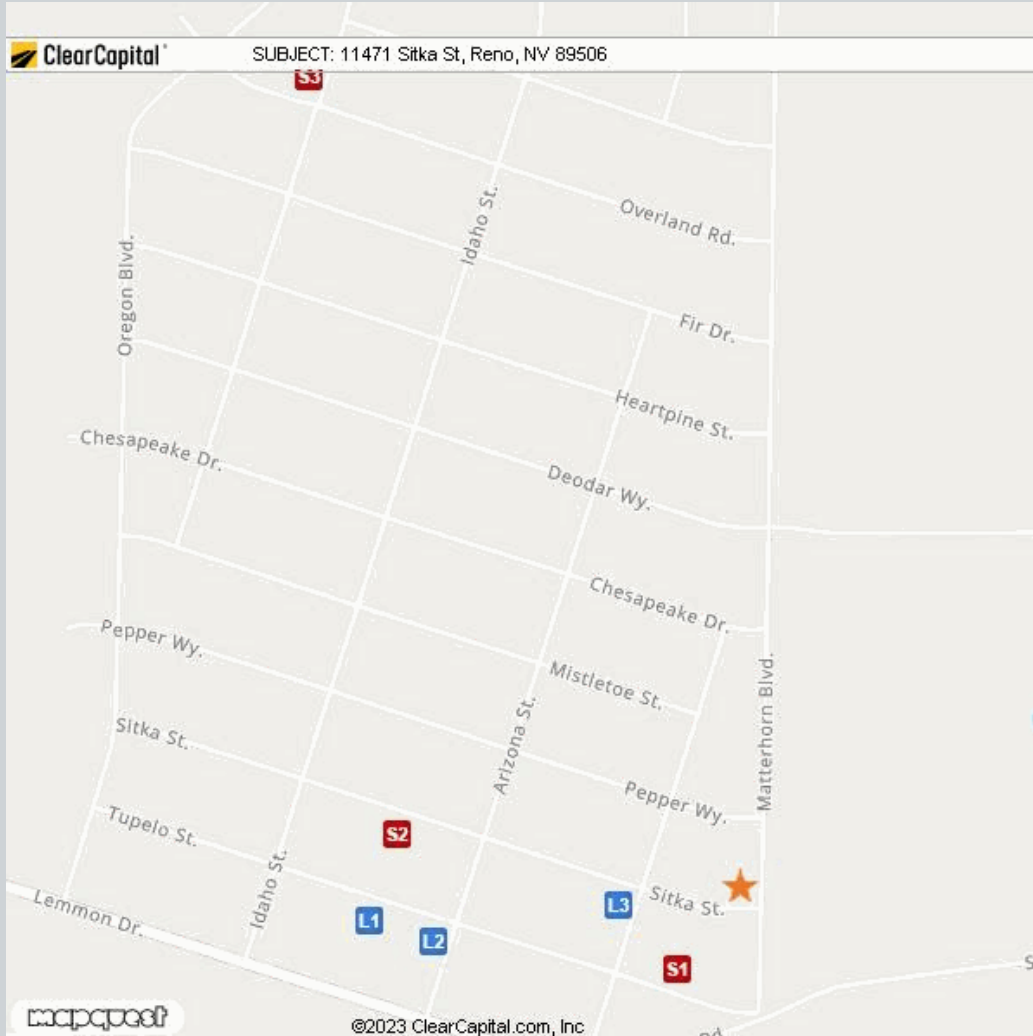 ClearCapital
SUBJECT: 11471 Sitka St, Reno, NV 89506
S3
Overland Rd.
Idaho St.
Oregon Blvd.
Fir Dr.
Heartpine St.
Chesapeake Dr.
Deodar Wy.
Chesapeake Dr.
Pepper Wy.
Mistletoe St.
Matterhorn Blvd.
Arizona St.
Sitka St.
Pepper Wy.
Tupelo St.
S2
Idaho St.
Sitka St.
L3
Lemmon Dr.
L1
L2
S1
S
Rd.
mapquest
©2023 ClearCapital.com, Inc